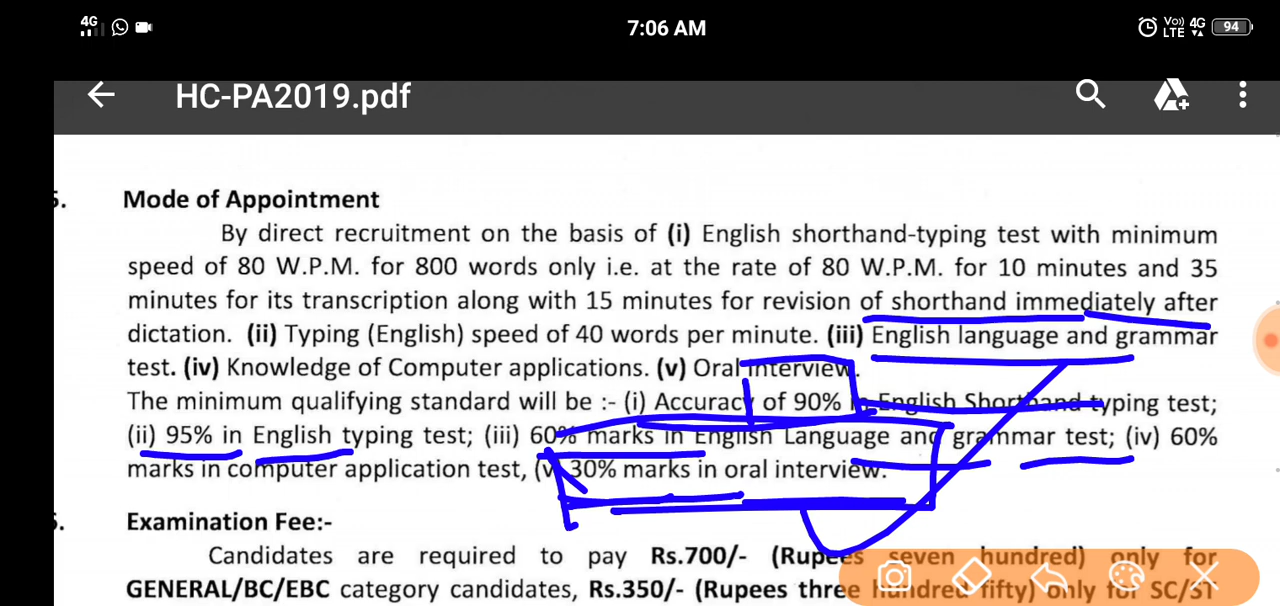 4G 7:06 AM Vo)) LTE 4G 94
HC-PA2019.pdf
Mode of Appointment
By direct recruitment on the basis of (i) English shorthand-typing test with minimum
speed of 80 W.P.M. for 800 words only i.e. at the rate of 80 W.P.M. for 10 minutes and 35
minutes for its transcription along with 15 minutes for revision of shorthand immediately after
dictation. (ii) Typing (English) speed of 40 words per minute. (iii) English language and grammar
test. (iv) Knowledge of Computer applications. (v) Oral interview.
The minimum qualifying standard will be :- (i) Accuracy of 90% in English Shorthand typing test;
(ii) 95% in English typing test; (iii) 60% marks in English Language and grammar test; (iv) 60%
marks in computer application test, (v) 30% marks in oral interview.
Examination Fee:-
Candidates are required to pay Rs.700/- (Rupees seven hundred) only for
GENERAL/BC/EBC category candidates, Rs.350/- (Rupees three hundred fifty) only for SC/ST